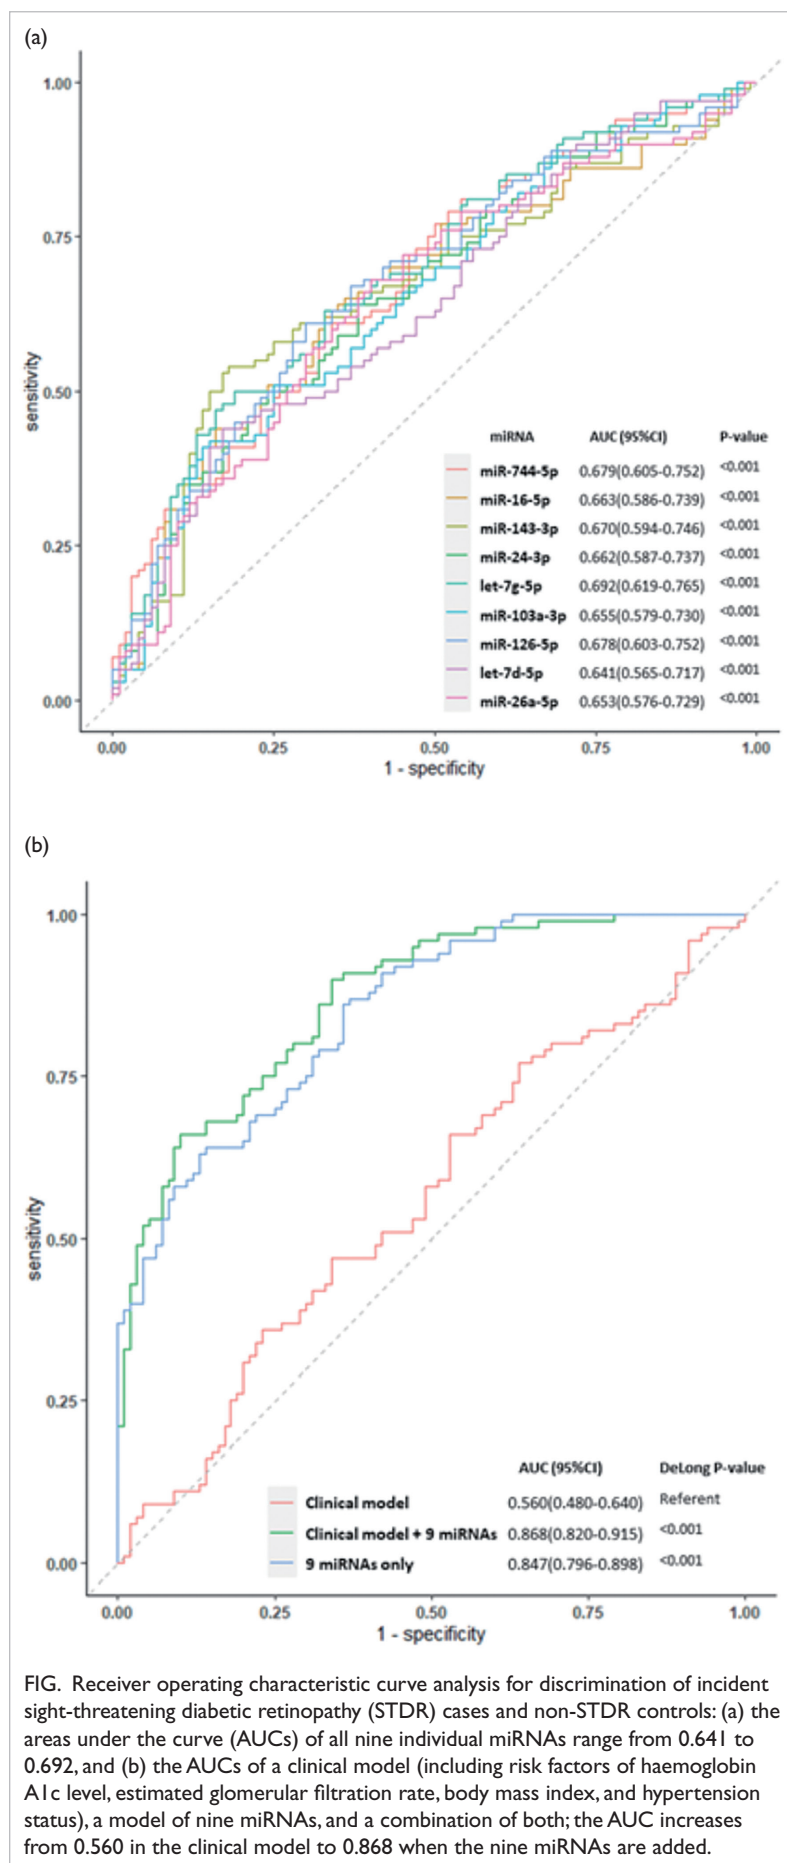 (a)
1.00
0.75
0.50
0.25
0.00
sensitivity
miRNA AUC (95%CI) P-value
miR-744-5p 0.679(0.605-0.752) <0.001
miR-16-5p 0.663(0.586-0.739) <0.001
miR-143-3p 0.670(0.594-0.746) <0.001
miR-24-3p 0.662(0.587-0.737) <0.001
let-7g-5p 0.692(0.619-0.765) <0.001
miR-103a-3p 0.655(0.579-0.730) <0.001
miR-126-5p 0.678(0.603-0.752) <0.001
let-7d-5p 0.641(0.565-0.717) <0.001
miR-26a-5p 0.653(0.576-0.729) <0.001
0.00 0.25 0.50 0.75 1.00
1 - specificity
(b)
1.00
0.75
0.50
0.25
0.00
sensitivity
AUC (95%CI) DeLong P-value
Clinical model 0.560(0.480-0.640) Referent
Clinical model + 9 miRNAs 0.868(0.820-0.915) <0.001
9 miRNAs only 0.847(0.796-0.898) <0.001
0.00 0.25 0.50 0.75 1.00
1 - specificity
FIG. Receiver operating characteristic curve analysis for discrimination of incident
sight-threatening diabetic retinopathy (STDR) cases and non-STDR controls: (a) the
areas under the curve (AUCs) of all nine individual miRNAs range from 0.641 to
0.692, and (b) the AUCs of a clinical model (including risk factors of haemoglobin
A1c level, estimated glomerular filtration rate, body mass index, and hypertension
status), a model of nine miRNAs, and a combination of both; the AUC increases
from 0.560 in the clinical model to 0.868 when the nine miRNAs are added.